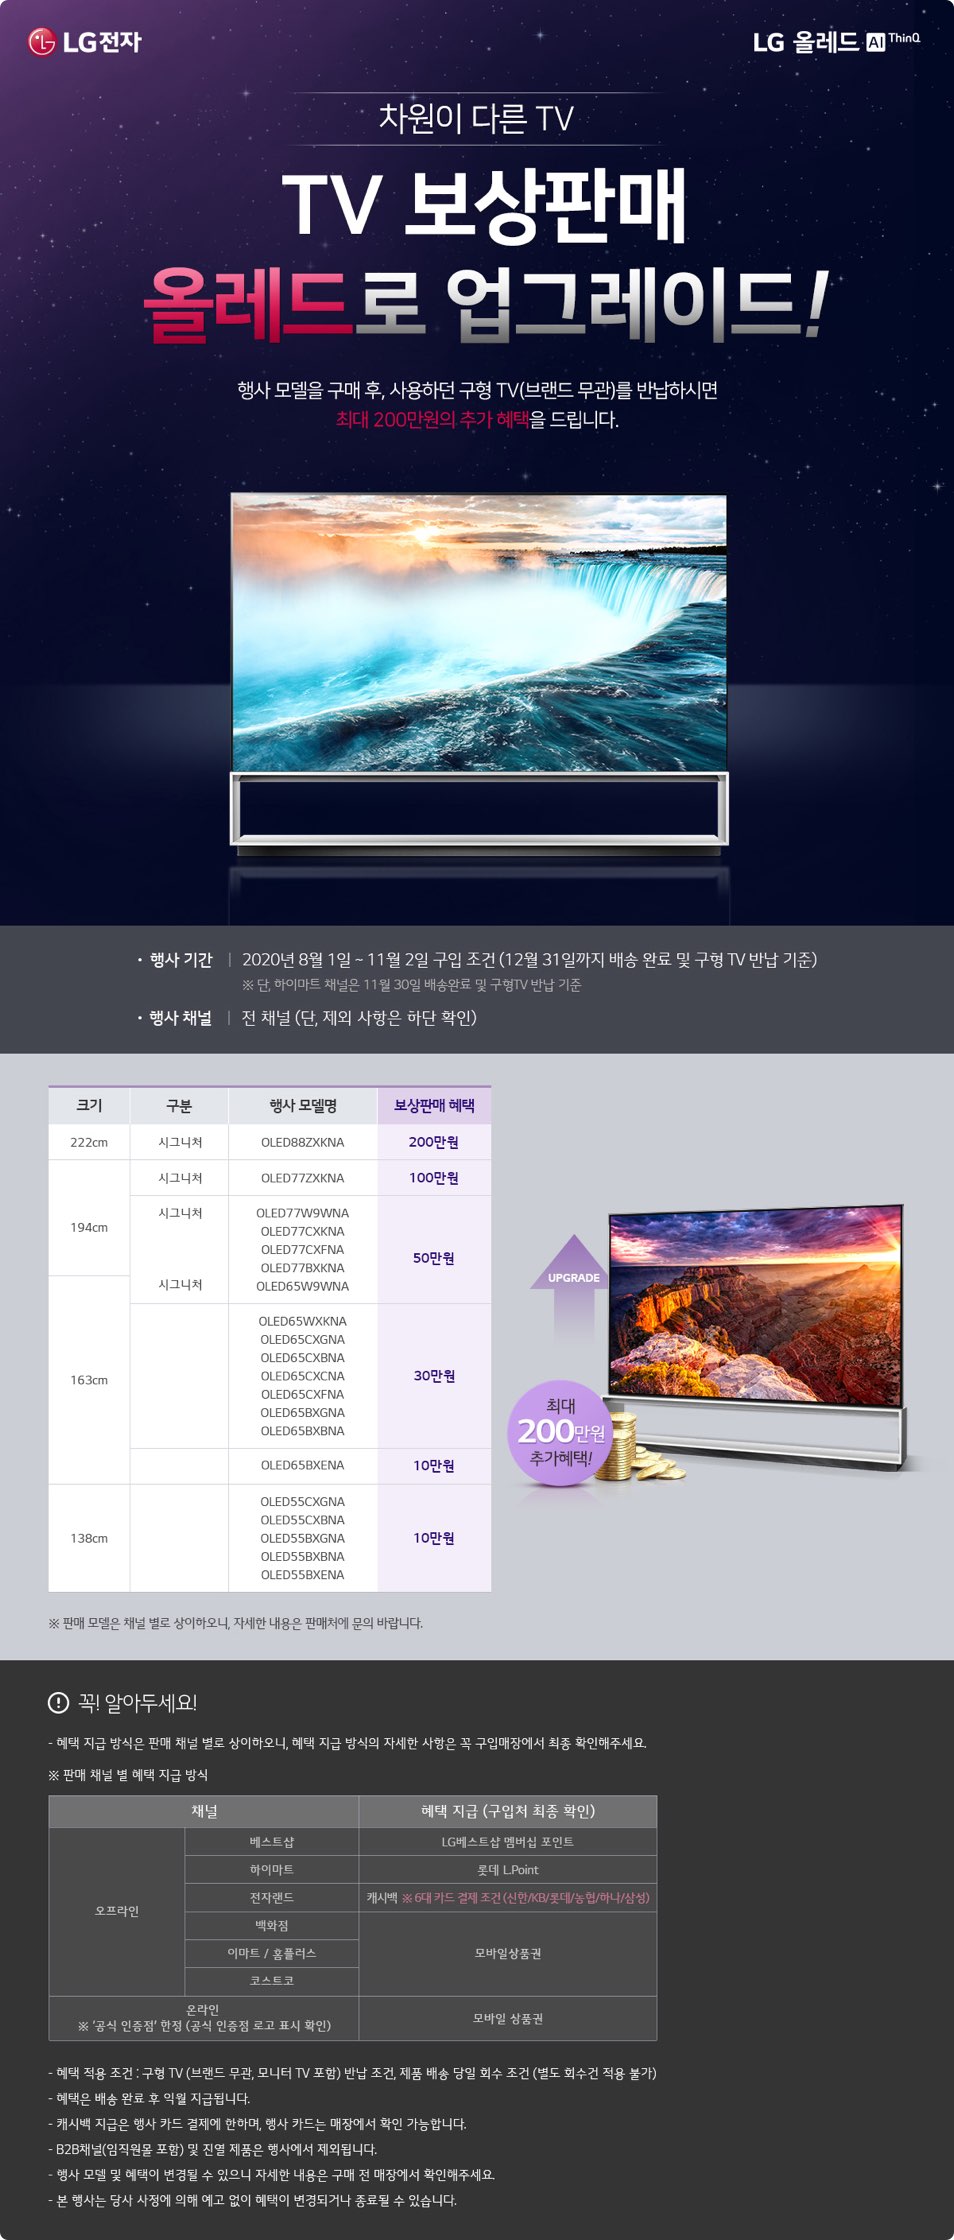 LG전자
LG 올레드 AI ThinQ
차원이 다른 TV
TV 보상판매
올레드로 업그레이드!
행사 모델을 구매 후, 사용하던 구형 TV(브랜드 무관)를 반납하시면
최대 200만원의 추가 혜택을 드립니다.
• 행사 기간 | 2020년 8월 1일 ~ 11월 2일 구입 조건 (12월 31일까지 배송 완료 및 구형 TV 반납 기준)
※ 단, 하이마트 채널은 11월 30일 배송완료 및 구형TV 반납 기준
• 행사 채널 | 전 채널 (단, 제외 사항은 하단 확인)
크기 구분 행사 모델명 보상판매 혜택
222cm 시그니처 OLED88ZXKNA 200만원
시그니처 OLED77ZXKNA 100만원
194cm
시그니처 OLED77W9WNA
OLED77CXKNA
OLED77CXFNA
50만원
OLED77BXKNA
시그니처 OLED65W9WNA
OLED65WXKNA
OLED65CXGNA
OLED65CXBNA
163cm OLED65CXCNA 30만원
OLED65CXFNA
OLED65BXGNA
OLED65BXBNA
OLED65BXENA 10만원
OLED55CXGNA
OLED55CXBNA
138cm OLED55BXGNA 10만원
OLED55BXBNA
OLED55BXENA
UPGRADE
최대
200만원
추가혜택!
※ 판매 모델은 채널 별로 상이하오니, 자세한 내용은 판매처에 문의 바랍니다.
꼭! 알아두세요!
- 혜택 지급 방식은 판매 채널 별로 상이하오니, 혜택 지급 방식의 자세한 사항은 꼭 구입매장에서 최종 확인해주세요.
※ 판매 채널 별 혜택 지급 방식
채널 혜택 지급 (구입처 최종 확인)
오프라인
베스트샵 LG베스트샵 멤버십 포인트
하이마트 롯데 L.Point
전자랜드 캐시백 ※ 6대 카드 결제 조건 (신한/KB/롯데/농협/하나/삼성)
백화점
이마트 / 홈플러스 모바일상품권
코스트코
온라인
※ ‘공식 인증점’ 한정 (공식 인증점 로고 표시 확인)
모바일 상품권
- 혜택 적용 조건 : 구형 TV (브랜드 무관, 모니터 TV 포함) 반납 조건, 제품 배송 당일 회수 조건 (별도 회수건 적용 불가)
- 혜택은 배송 완료 후 익월 지급됩니다.
- 캐시백 지급은 행사 카드 결제에 한하며, 행사 카드는 매장에서 확인 가능합니다.
- B2B채널(임직원몰 포함) 및 진열 제품은 행사에서 제외됩니다.
- 행사 모델 및 혜택이 변경될 수 있으니 자세한 내용은 구매 전 매장에서 확인해주세요.
- 본 행사는 당사 사정에 의해 예고 없이 혜택이 변경되거나 종료될 수 있습니다.